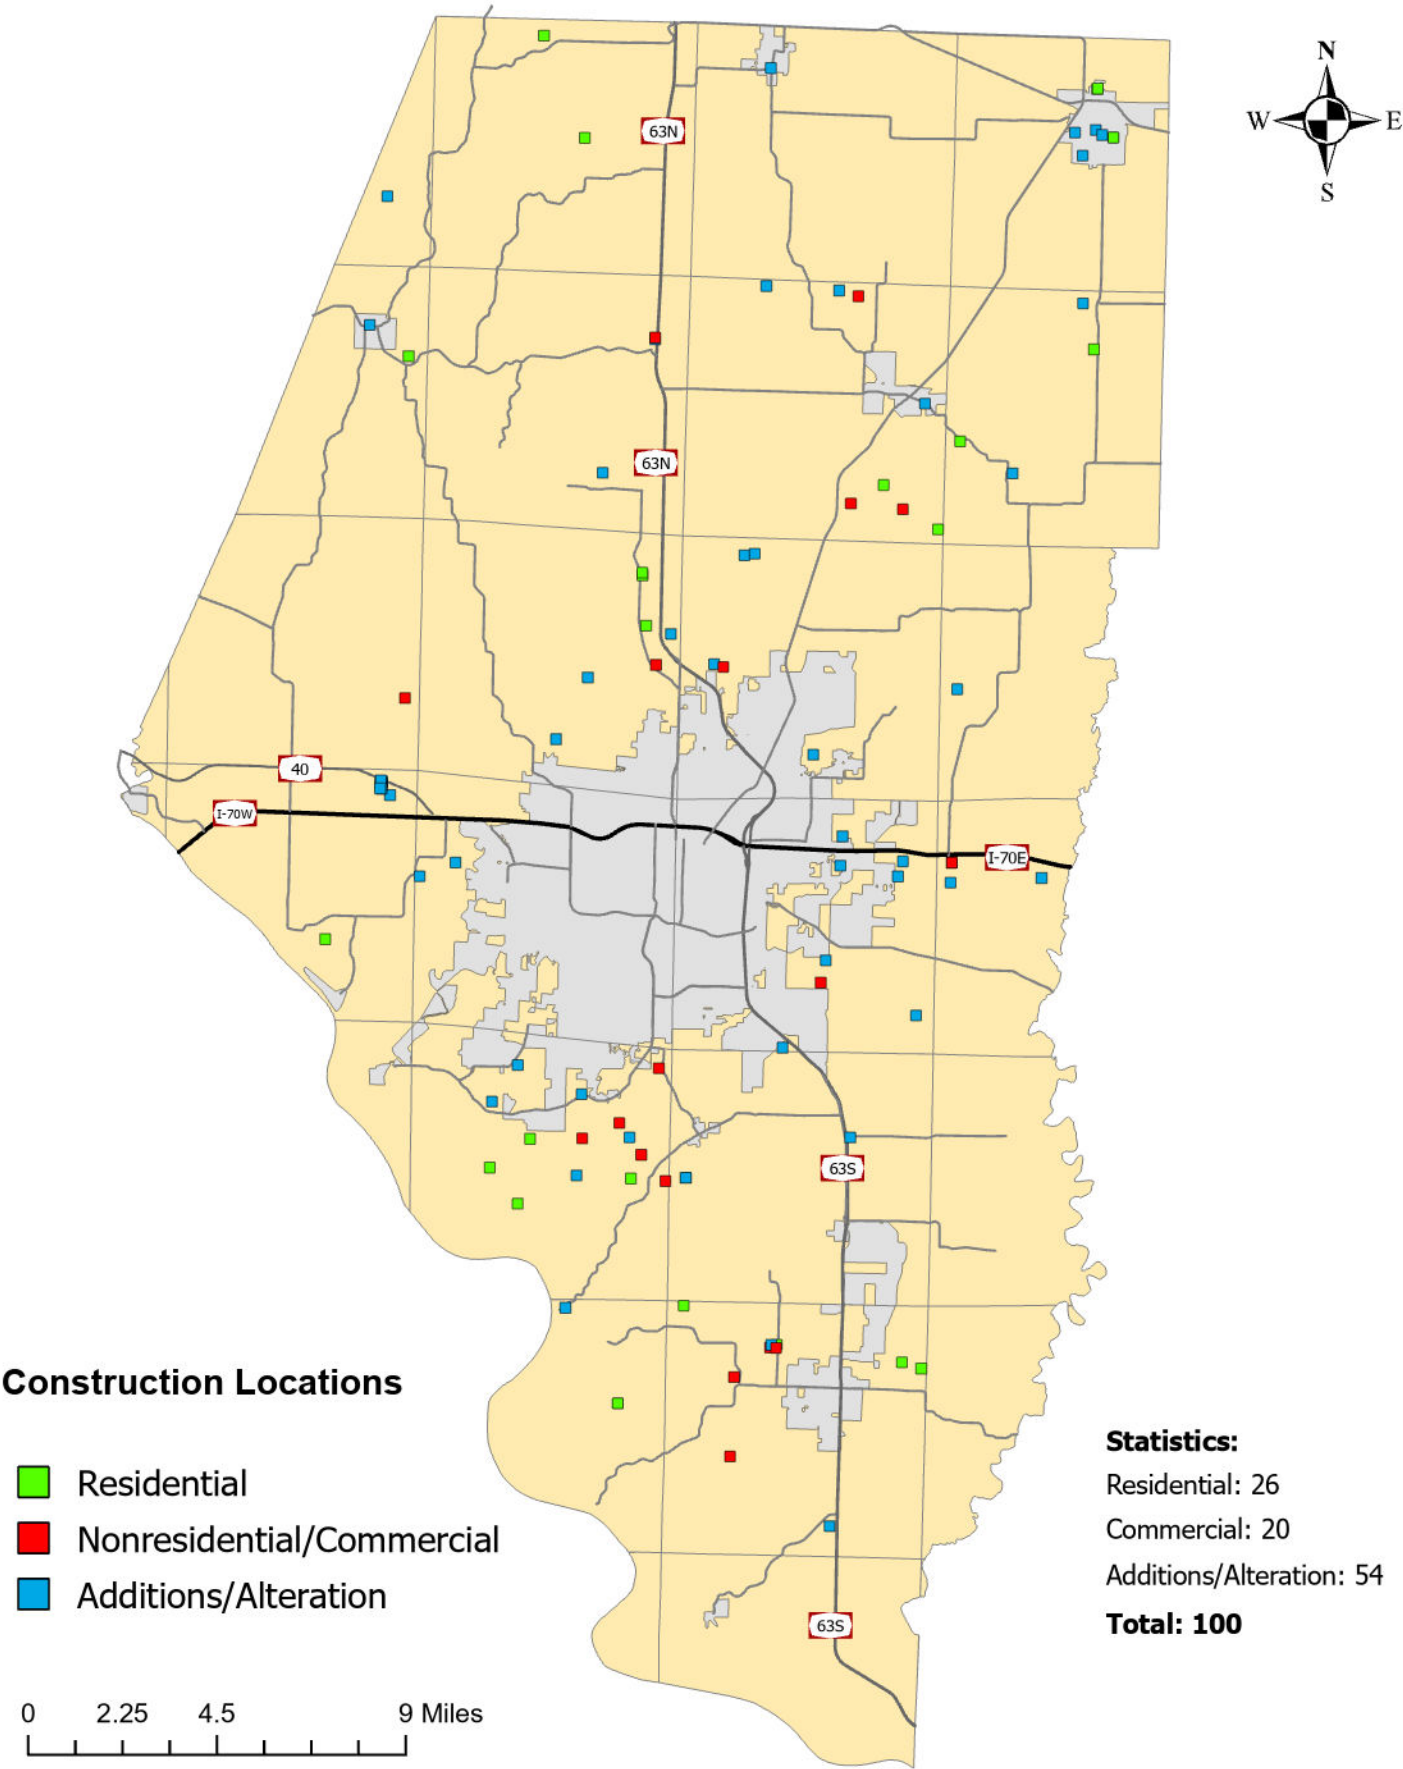 N
W E
S
63N
63N
40
I-70W
I-70E
63S
Construction Locations
Residential
Nonresidential/Commercial
Additions/Alteration
Statistics:
Residential: 26
Commercial: 20
Additions/Alteration: 54
Total: 100
63S
0 2.25 4.5 9 Miles